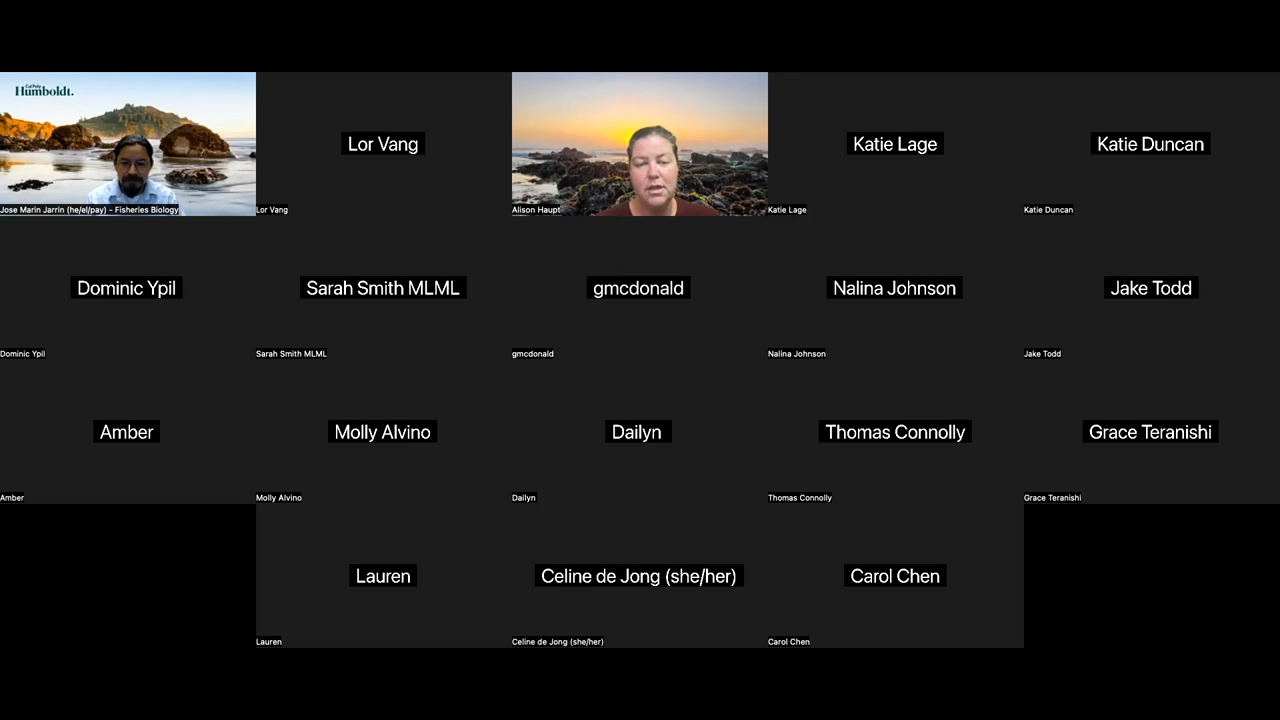 Cal Poly
Humboldt.
Lor Vang
Katie Lage
Katie Duncan
Jose Marin Jarrin (he/el/pay) - Fisheries Biology
Lor Vang
Alison Haupt
Katie Lage
Katie Duncan
Dominic Ypil
Sarah Smith MLML
gmcdonald
Nalina Johnson
Jake Todd
Dominic Ypil
Sarah Smith MLML
gmcdonald
Nalina Johnson
Jake Todd
Amber
Molly Alvino
Dailyn
Thomas Connolly
Grace Teranishi
Amber
Molly Alvino
Dailyn
Thomas Connolly
Grace Teranishi
Lauren
Celine de Jong (she/her)
Carol Chen
Lauren
Celine de Jong (she/her)
Carol Chen